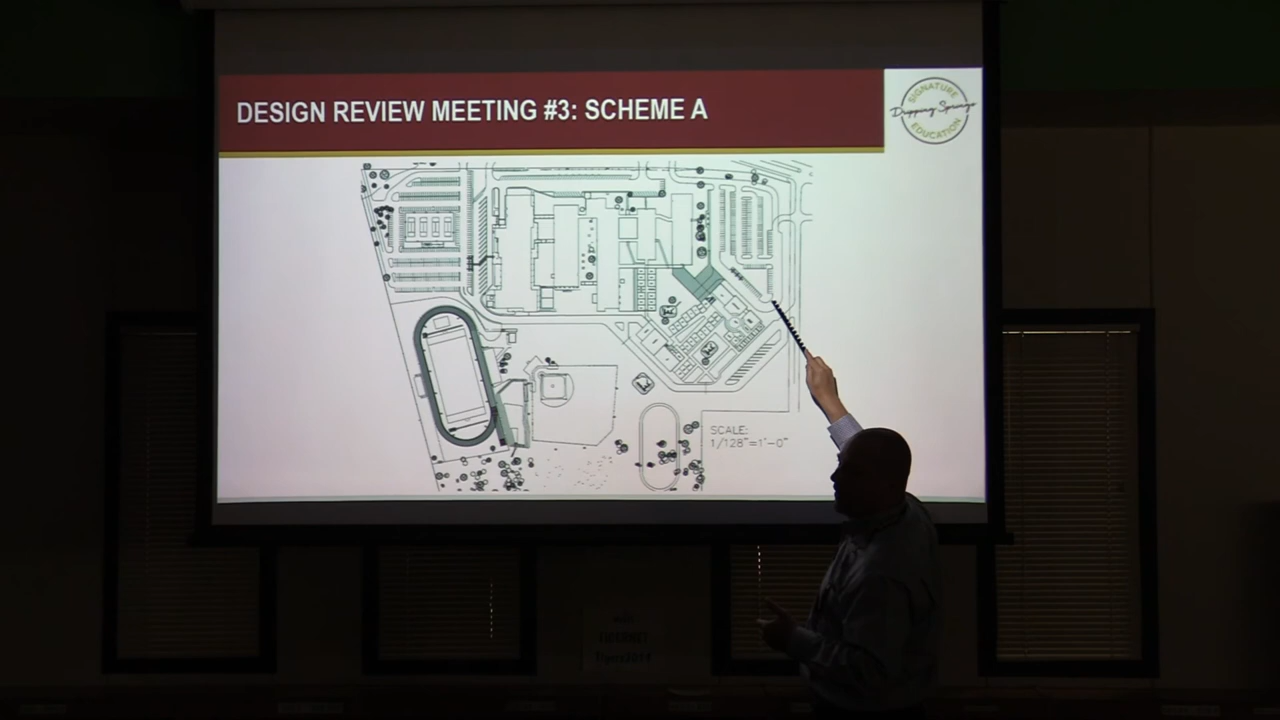 DESIGN REVIEW MEETING #3: SCHEME A
SIGNATURE
Dripping Springs
EDUCATION
SCALE:
1/128"=1'-0"